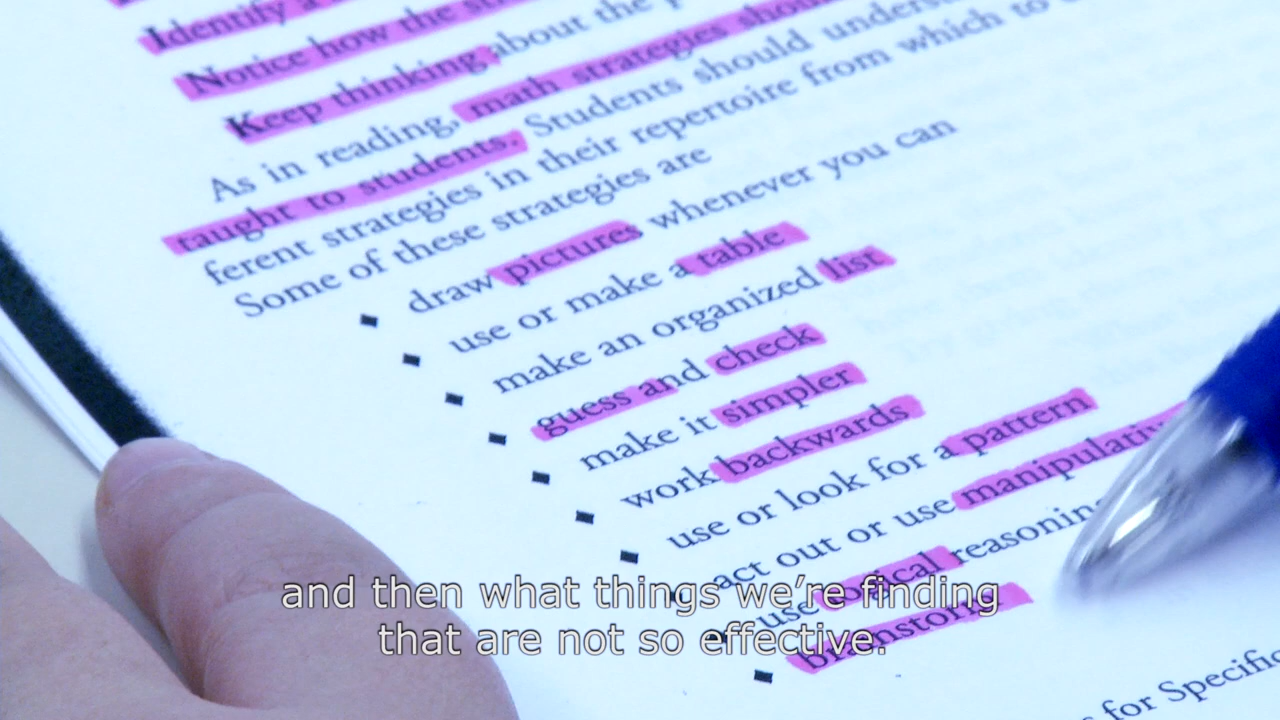 Identify a
Notice how the
Keep thinking about the
As in reading, math strategies
taught to students. Students should
ferent strategies in their repertoire from which to
Some of these strategies are
draw pictures whenever you can
use or make a table
make an organized list
guess and check
make it simpler
work backwards
use or look for a pattern
act out or use
use logical
brainstorm
for Specific
and then what things we’re finding
that are not so effective.